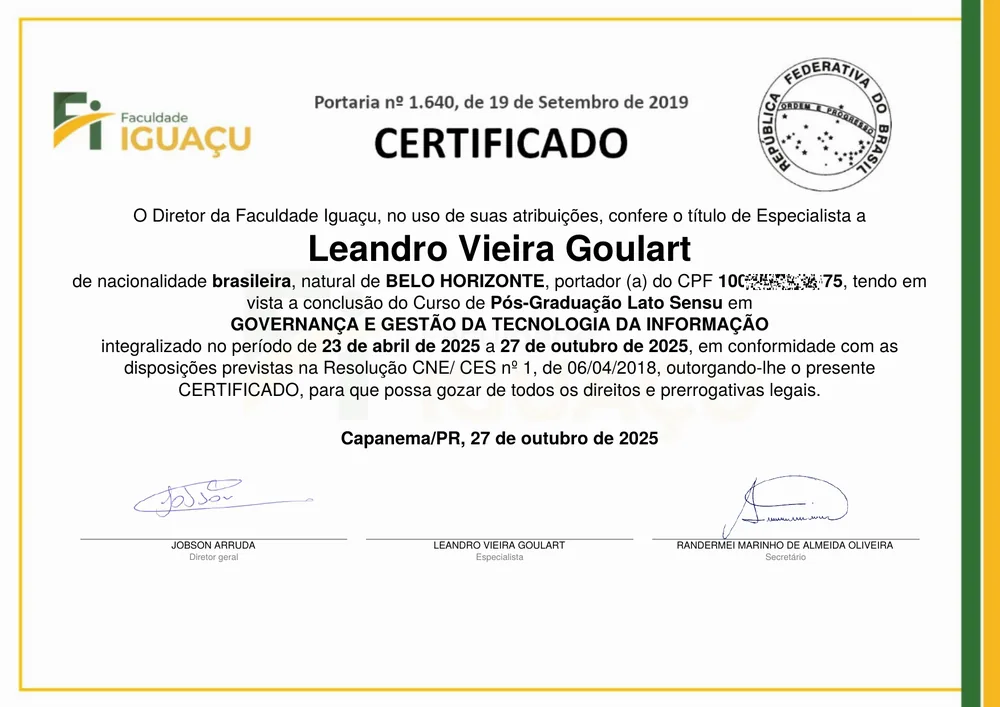 Portaria nº 1.640, de 19 de Setembro de 2019
Faculdade
IGUAÇU
CERTIFICADO
REPÚBLICA FEDERATIVA DO BRASIL
ORDEM E PROGRESSO
O Diretor da Faculdade Iguaçu, no uso de suas atribuições, confere o título de Especialista a
Leandro Vieira Goulart
de nacionalidade brasileira, natural de BELO HORIZONTE, portador (a) do CPF 100 75, tendo em
vista a conclusão do Curso de Pós-Graduação Lato Sensu em
GOVERNANÇA E GESTÃO DA TECNOLOGIA DA INFORMAÇÃO
integralizado no período de 23 de abril de 2025 a 27 de outubro de 2025, em conformidade com as
disposições previstas na Resolução CNE/ CES nº 1, de 06/04/2018, outorgando-lhe o presente
CERTIFICADO, para que possa gozar de todos os direitos e prerrogativas legais.
Capanema/PR, 27 de outubro de 2025
JOBSON ARRUDA
Diretor geral
LEANDRO VIEIRA GOULART
Especialista
RANDERMEI MARINHO DE ALMEIDA OLIVEIRA
Secretário